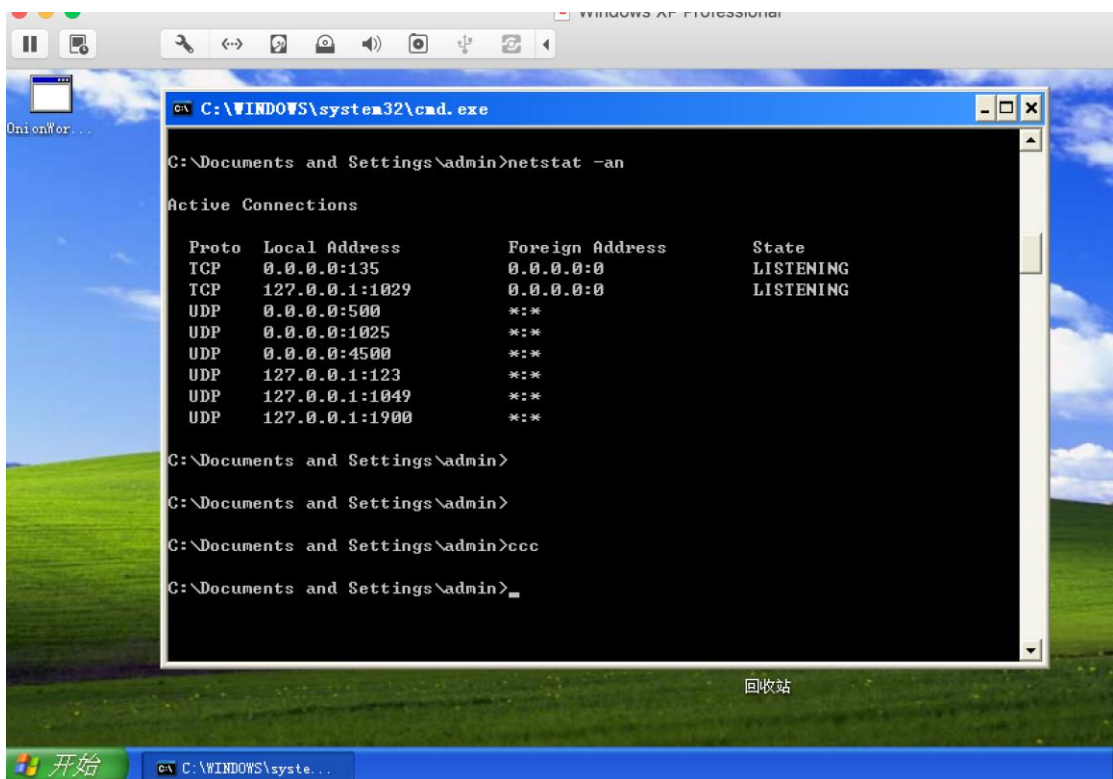 Windows XP Professional
OnionWor...
C:\WINDOWS\system32\cmd.exe
C:\Documents and Settings\admin>netstat -an
Active Connections
Proto Local Address Foreign Address State
TCP 0.0.0.0:135 0.0.0.0:0 LISTENING
TCP 127.0.0.1:1029 0.0.0.0:0 LISTENING
UDP 0.0.0.0:500 *:*
UDP 0.0.0.0:1025 *:*
UDP 0.0.0.0:4500 *:*
UDP 127.0.0.1:123 *:*
UDP 127.0.0.1:1049 *:*
UDP 127.0.0.1:1900 *:*
C:\Documents and Settings\admin>
C:\Documents and Settings\admin>
C:\Documents and Settings\admin>ccc
C:\Documents and Settings\admin>_
回收站
开始
C:\WINDOWS\syste...